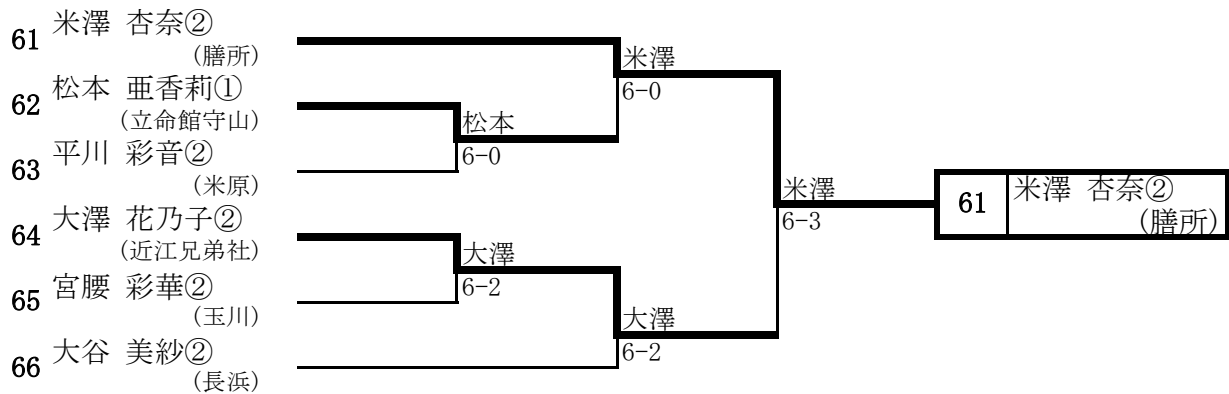 61 米澤 杏奈②
(膳所)
62 松本 亜香莉①
(立命館守山)
63 平川 彩音②
(米原)
64 大澤 花乃子②
(近江兄弟社)
65 宮腰 彩華②
(玉川)
66 大谷 美紗②
(長浜)
松本
6-0
大澤
6-2
米澤
6-0
大澤
6-2
米澤
6-3
61 米澤 杏奈②
(膳所)